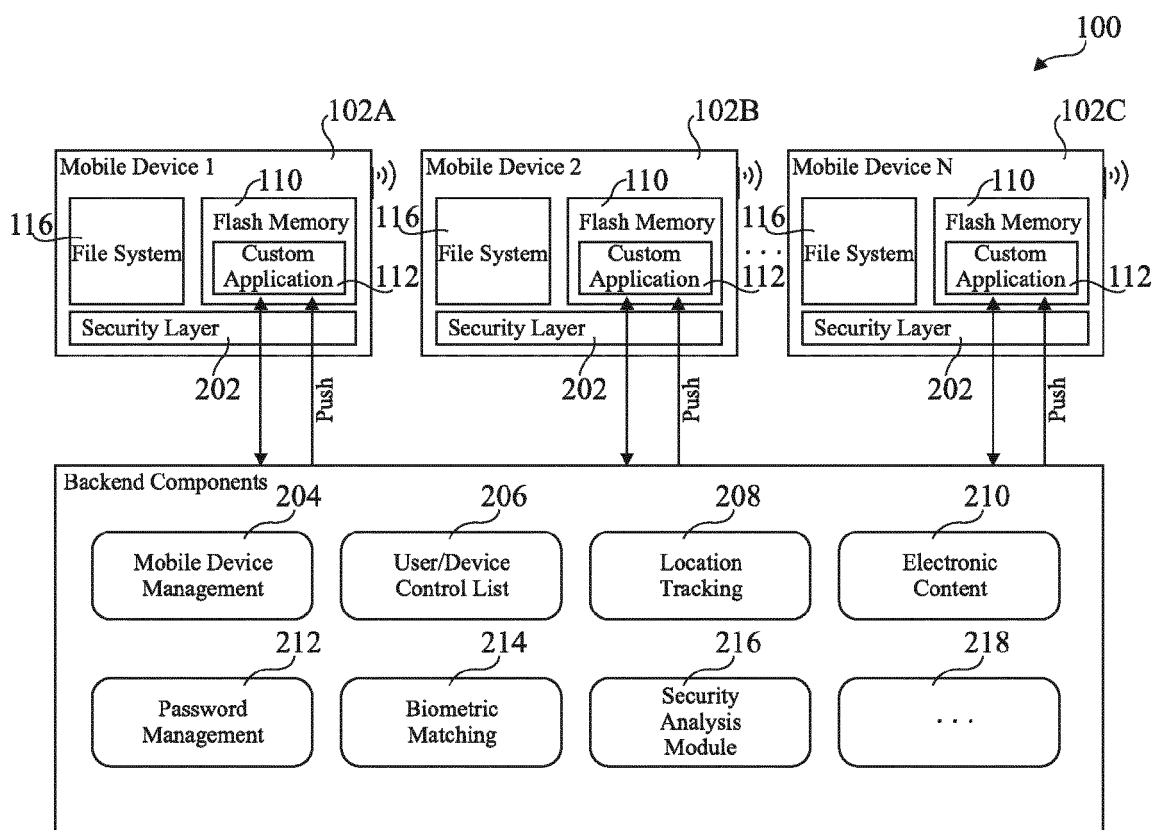 100
102A
102B
102C
Mobile Device 1
Mobile Device 2
Mobile Device N
110
110
110
116
File System
Flash Memory
116
File System
Flash Memory
. . . .
116
File System
Flash Memory
Custom
Application
112
Custom
Application
112
Custom
Application
112
Security Layer
Security Layer
Security Layer
202
202
202
Push
Push
Push
Backend Components
204
206
208
210
Mobile Device
Management
User/Device
Control List
Location
Tracking
Electronic
Content
212
214
216
218
Password
Management
Biometric
Matching
Security
Analysis
Module
. . .